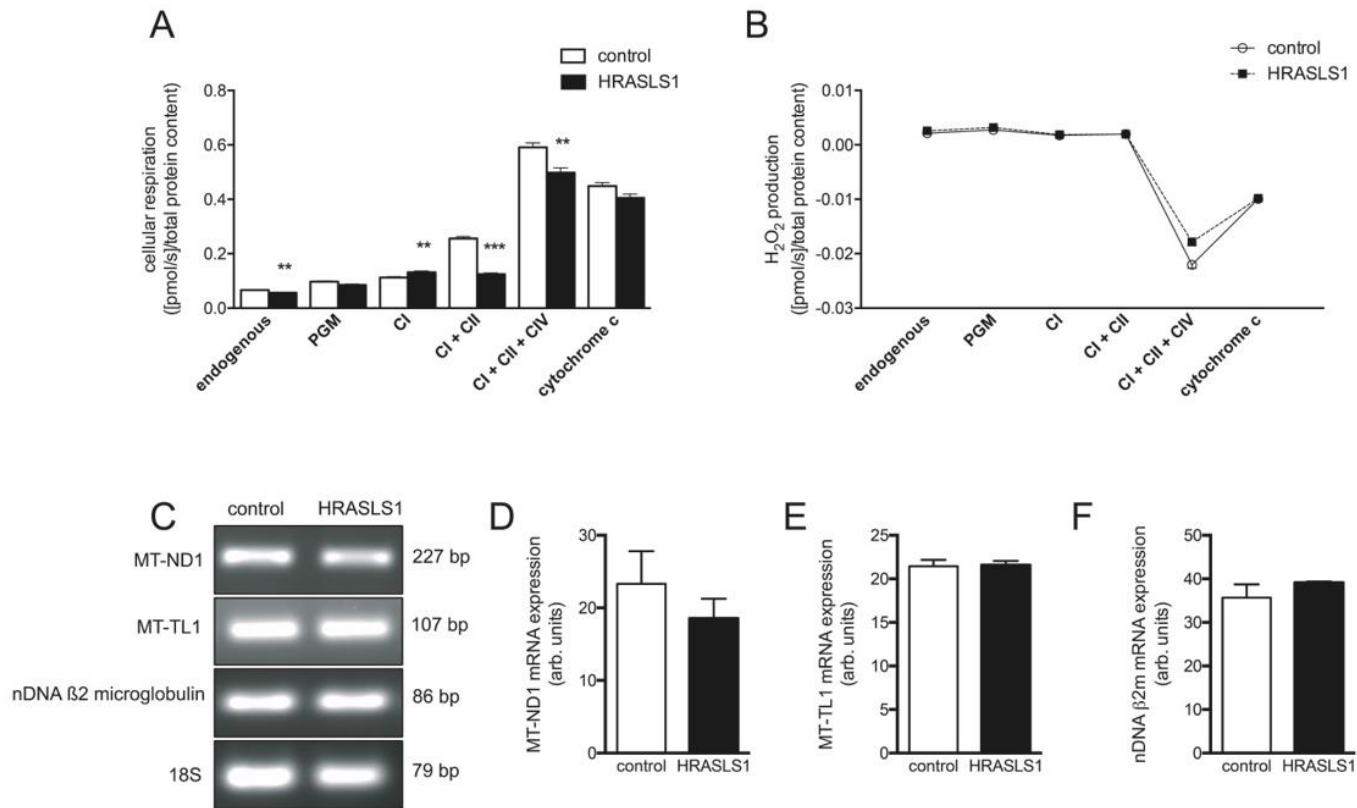 A
control
HRASLS1
cellular respiration
([pmol/s]/total protein content)
0.8
0.6
0.4
0.2
0.0
**
**
***
**
endogenous
PGM
CI
CI + CII
CI + CII + CIV
cytochrome c
B
control
HRASLS1
H₂O₂ production
([pmol/s]/total protein content)
0.01
0.00
-0.01
-0.02
-0.03
endogenous
PGM
CI
CI + CII
CI + CII + CIV
cytochrome c
C
control HRASLS1
MT-ND1 227 bp
MT-TL1 107 bp
nDNA ß2 microglobulin 86 bp
18S 79 bp
D
MT-ND1 mRNA expression
(arb. units)
30
20
10
0
control HRASLS1
E
MT-TL1 mRNA expression
(arb. units)
25
20
15
10
5
0
control HRASLS1
F
nDNA β2m mRNA expression
(arb. units)
50
40
30
20
10
0
control HRASLS1